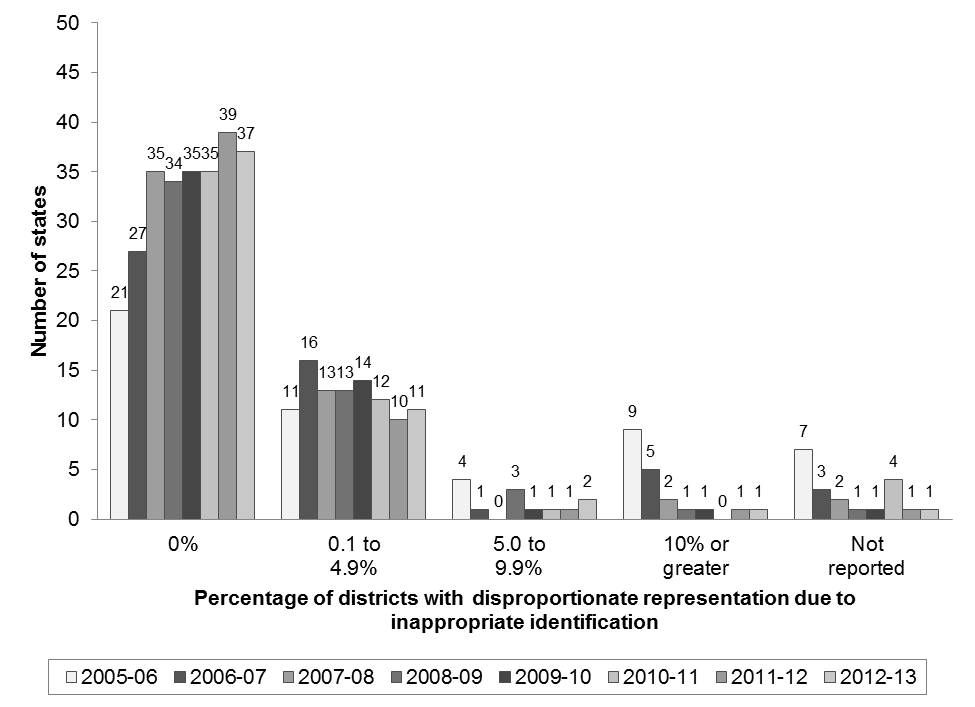 50
45
40
35
30
25
20
15
10
5
0
Number of states
21 27 35 34 35 35 39 37
11 16 13 13 14 12 10 11
4 1 0 3 1 1 1 2
9 5 2 1 1 0 1 1
7 3 2 1 1 4 1 1
0% 0.1 to 5.0 to 10% or Not
4.9% 9.9% greater reported
Percentage of districts with disproportionate representation due to
inappropriate identification
2005-06 2006-07 2007-08 2008-09 2009-10 2010-11 2011-12 2012-13